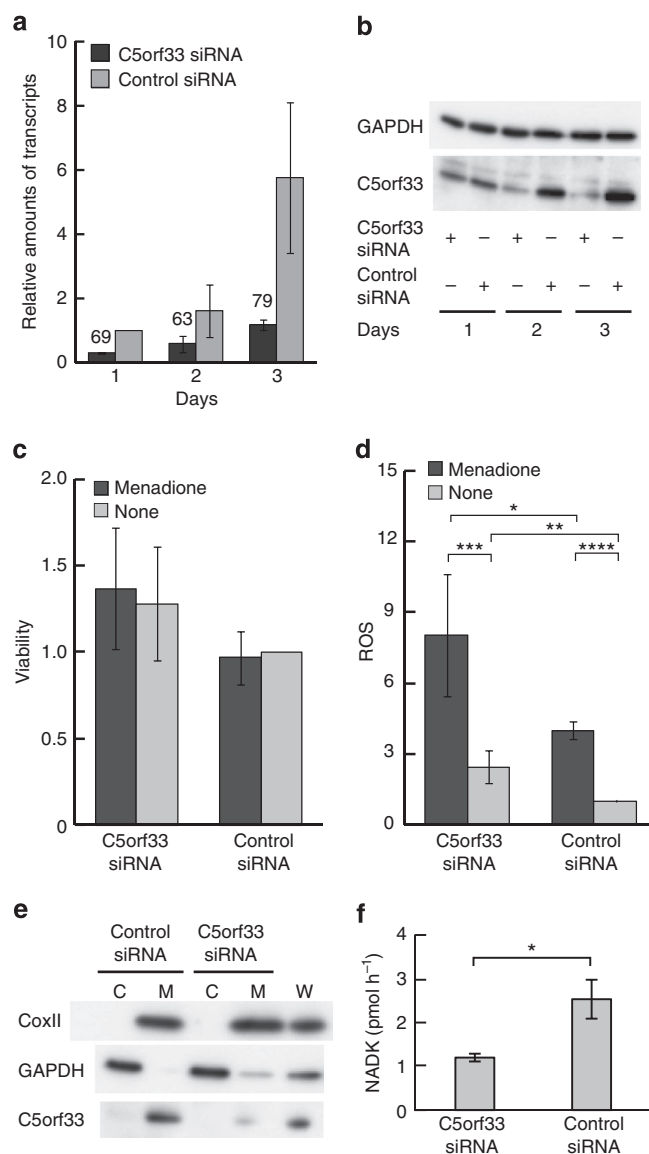 a
C5orf33 siRNA
Control siRNA
Relative amounts of transcripts
10
8
6
4
2
0
69
63
79
1 2 3
Days
b
GAPDH
C5orf33
C5orf33 siRNA + – + – + –
Control siRNA – + – + – +
Days 1 2 3
c
Menadione
None
Viability
2.0
1.5
1.0
0.5
0
C5orf33 siRNA
Control siRNA
d
Menadione
None
ROS
15
12
9
6
3
0
*
**
***
****
C5orf33 siRNA
Control siRNA
e
Control siRNA
C5orf33 siRNA
C M C M W
CoxII
GAPDH
C5orf33
f
NADK (pmol h⁻¹)
4
3
2
1
0
*
C5orf33 siRNA
Control siRNA